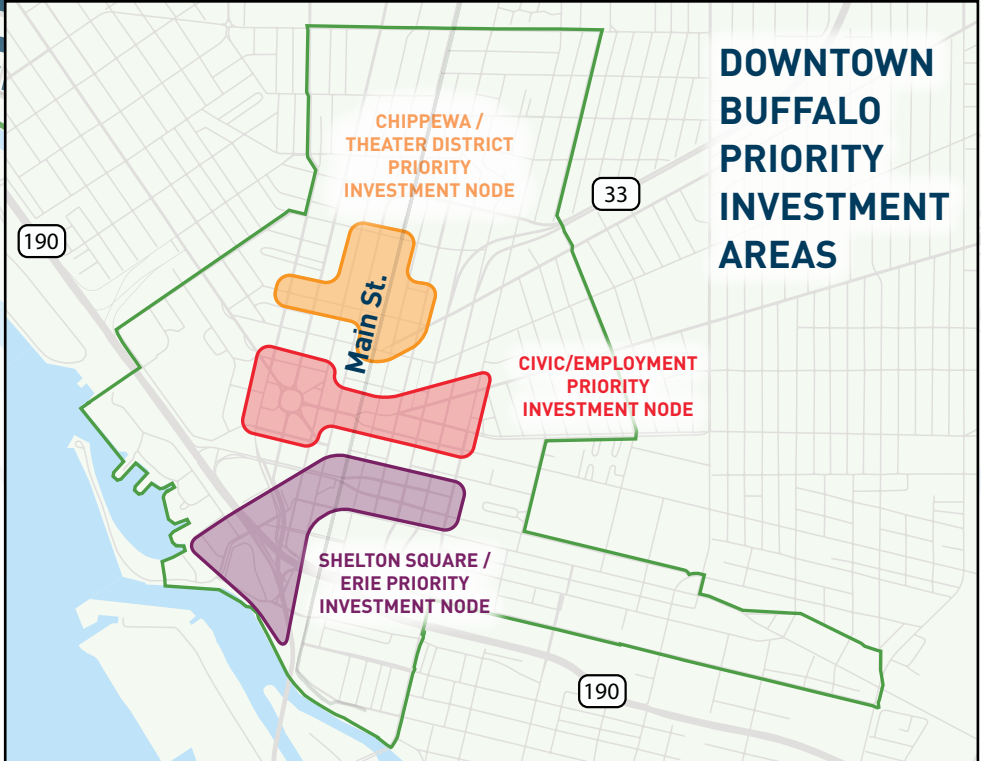 DOWNTOWN
BUFFALO
PRIORITY
INVESTMENT
AREAS
CHIPPEWA /
THEATER DISTRICT
PRIORITY
INVESTMENT NODE
33
190
Main St.
CIVIC/EMPLOYMENT
PRIORITY
INVESTMENT NODE
SHELTON SQUARE /
ERIE PRIORITY
INVESTMENT NODE
190